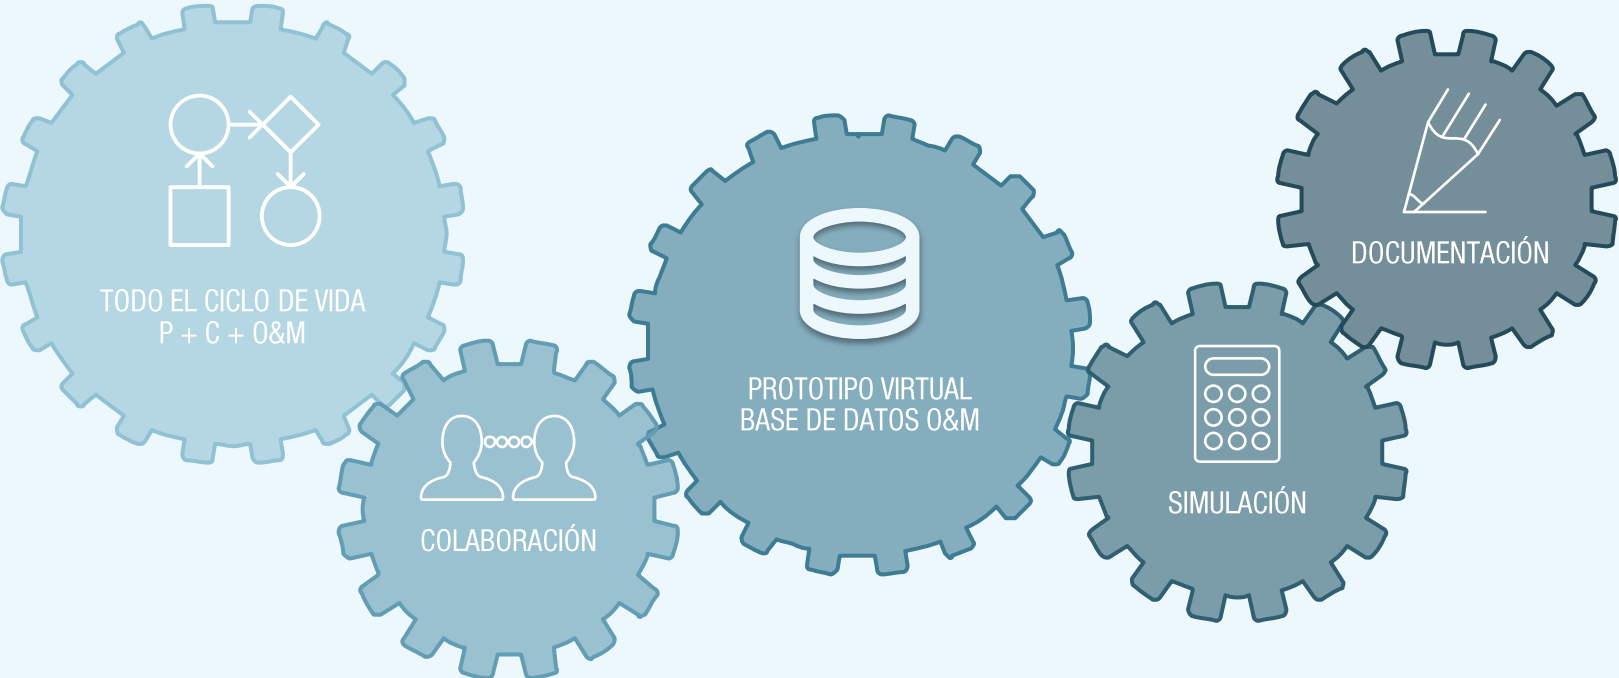 TODO EL CICLO DE VIDA
P + C + O&M
COLABORACIÓN
PROTOTIPO VIRTUAL
BASE DE DATOS O&M
SIMULACIÓN
DOCUMENTACIÓN